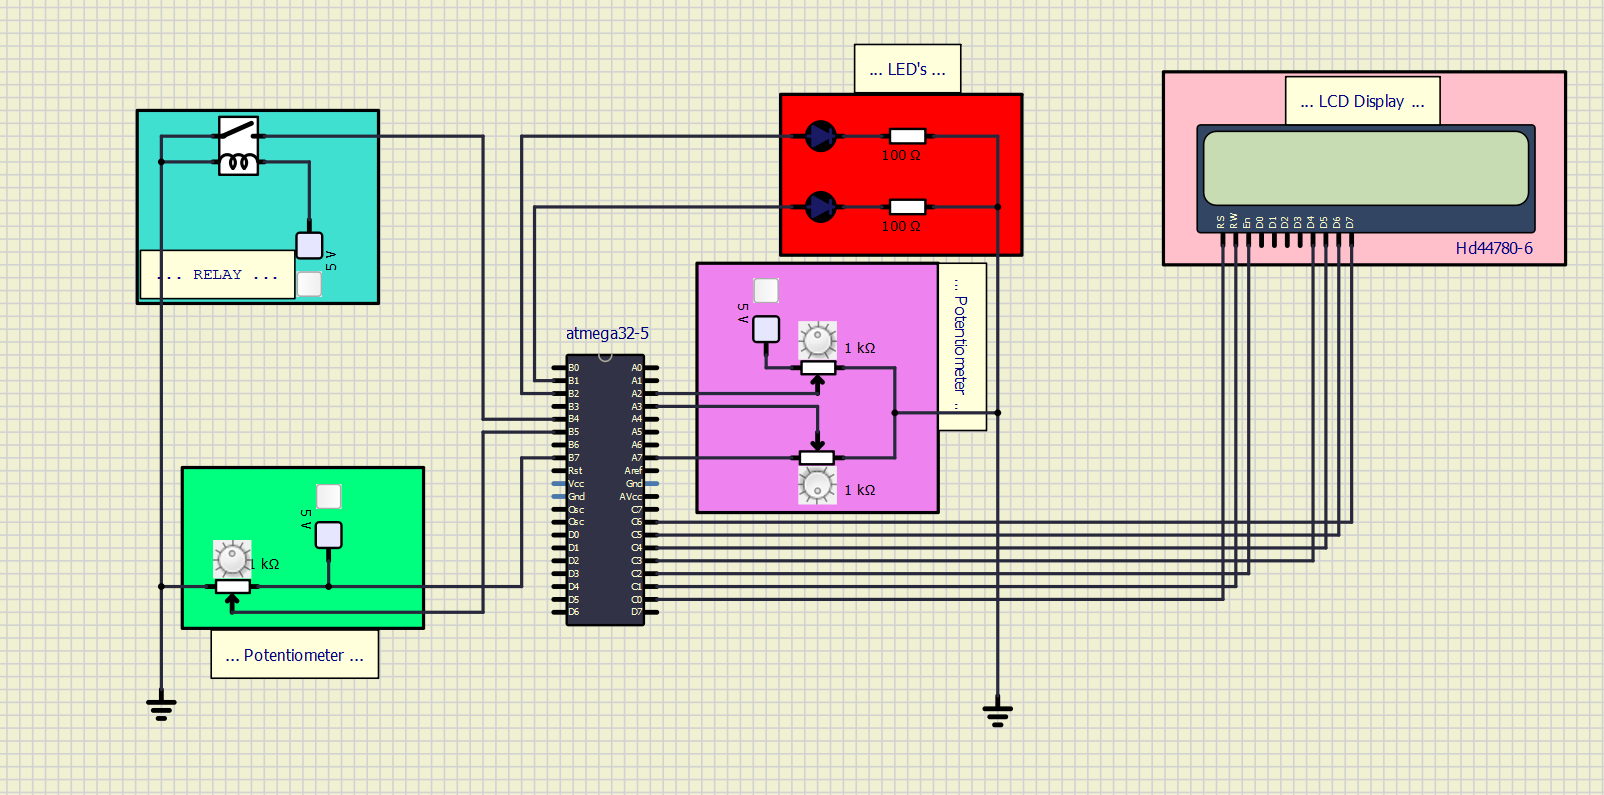 ... LED's ...
... LCD Display ...
100 Ω
100 Ω
RS
RW
En
D0
D1
D2
D3
D4
D5
D6
D7
Hd44780-6
5 V
... RELAY ...
5 V
1 kΩ
... Potentiometer ...
1 kΩ
atmega32-5
B0 A0
B1 A1
B2 A2
B3 A3
B4 A4
B5 A5
B6 A6
B7 A7
Rst Aref
Vcc Gnd
Gnd AVcc
Osc C7
Osc C6
D0 C5
D1 C4
D2 C3
D3 C2
D4 C1
D5 C0
D6 D7
5 V
1 kΩ
... Potentiometer ...